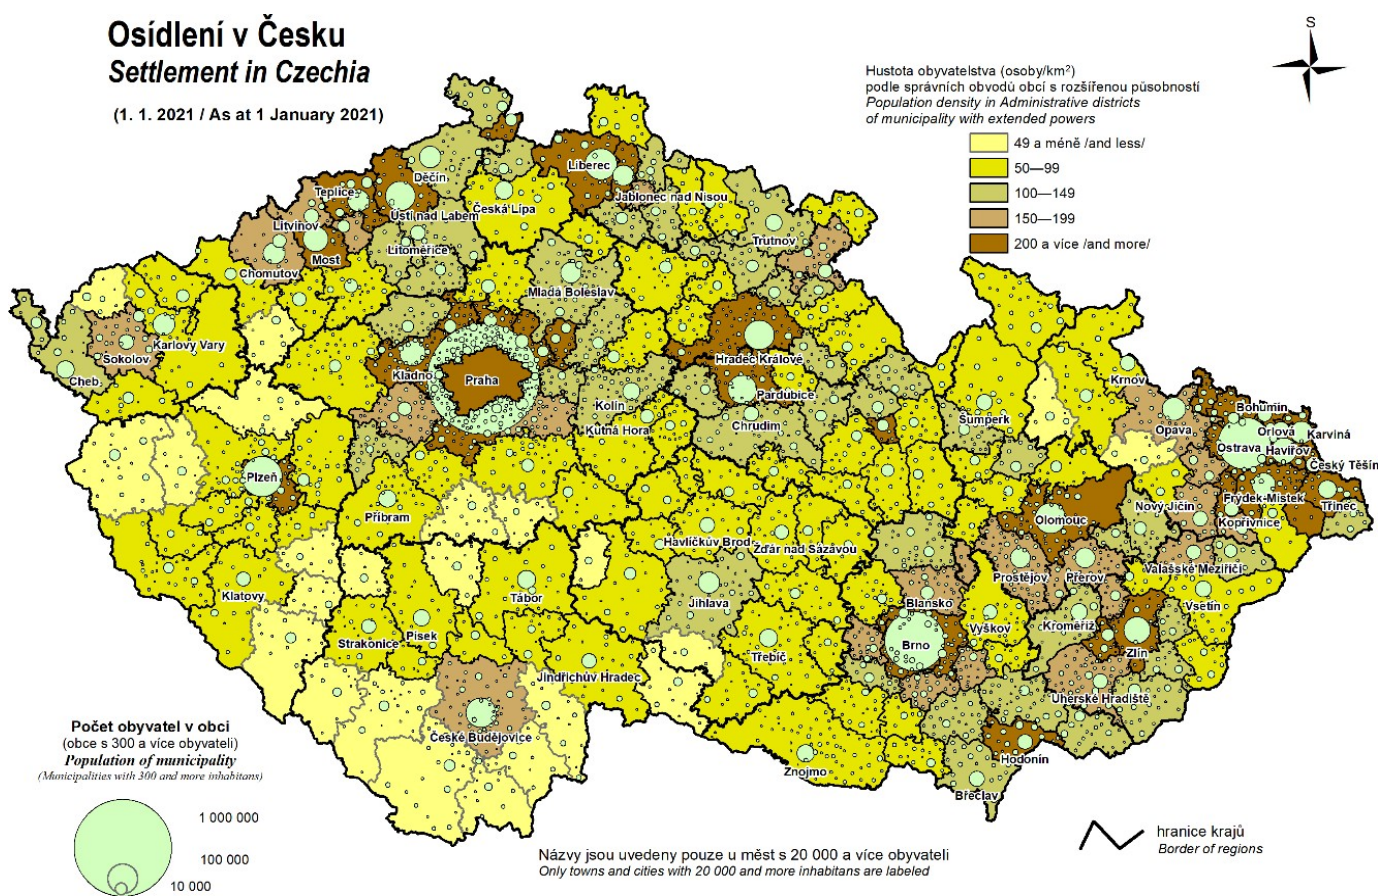 Osídlení v Česku
Settlement in Czechia
(1. 1. 2021 / As at 1 January 2021)
S
Hustota obyvatelstva (osoby/km²)
podle správních obvodů obcí s rozšířenou působností
Population density in Administrative districts
of municipality with extended powers
49 a méně /and less/
50—99
100—149
150—199
200 a více /and more/
Děčín
Liberec
Teplice
Ústí nad Labem
Česká Lípa
Jablonec nad Nisou
Litvínov
Litoměřice
Trutnov
Most
Chomutov
Mladá Boleslav
Karlovy Vary
Sokolov
Hradec Králové
Cheb
Kladno
Praha
Krnov
Pardubice
Kolín
Bohumín
Chrudim
Šumperk
Kutná Hora
Opava
Orlová
Karviná
Ostrava
Havířov
Český Těšín
Plzeň
Frýdek-Místek
Nový Jičín
Třinec
Příbram
Olomouc
Kopřivnice
Havlíčkův Brod
Žďár nad Sázavou
Valašské Meziříčí
Prostějov
Přerov
Klatovy
Tábor
Jihlava
Blansko
Vsetín
Kroměříž
Vyškov
Strakonice
Písek
Brno
Zlín
Třebíč
Jindřichův Hradec
Uherské Hradiště
České Budějovice
Hodonín
Znojmo
Břeclav
Počet obyvatel v obci
(obce s 300 a více obyvateli)
Population of municipality
(Municipalities with 300 and more inhabitans)
1 000 000
100 000
10 000
Názvy jsou uvedeny pouze u měst s 20 000 a více obyvateli
Only towns and cities with 20 000 and more inhabitans are labeled
hranice krajů
Border of regions